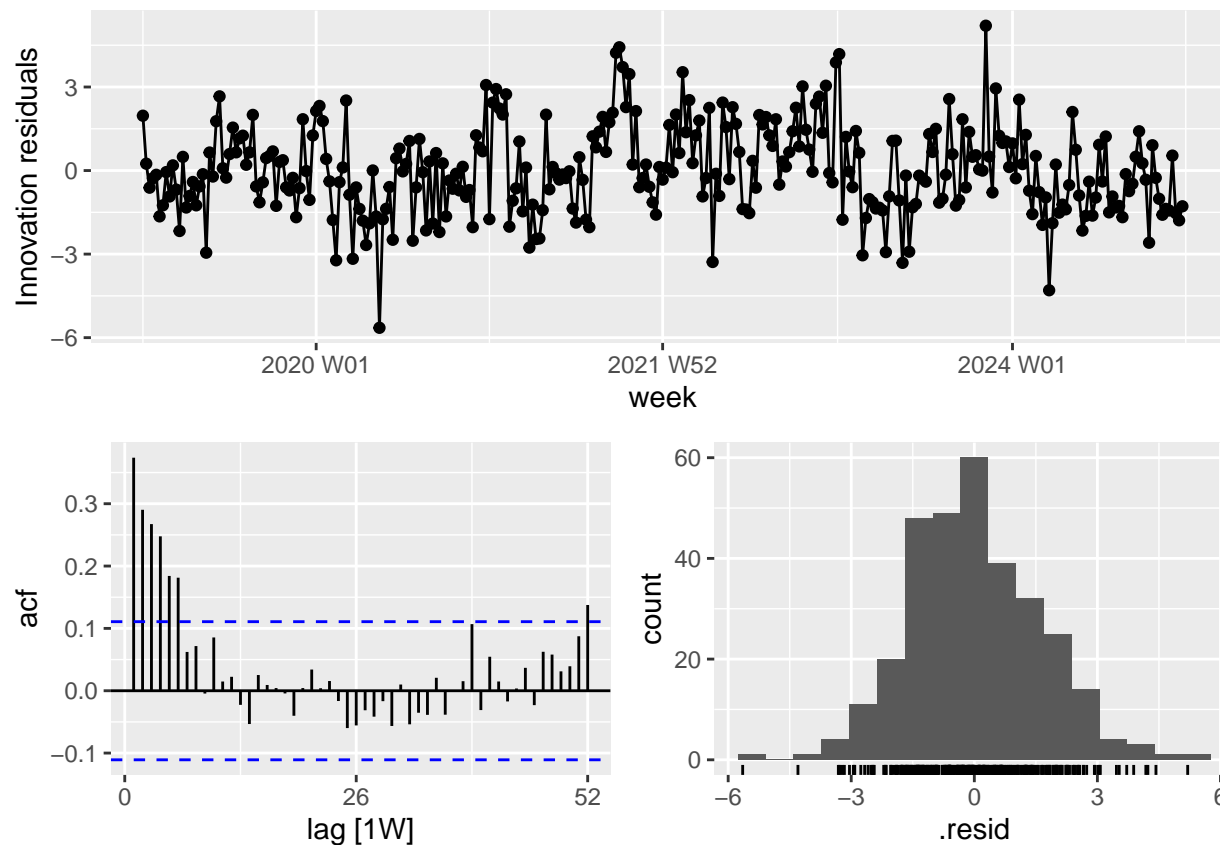 Innovation residuals
3
0
−3
−6
2020 W01
2021 W52
2024 W01
week
acf
0.3
0.2
0.1
0.0
−0.1
0
26
52
lag [1W]
count
60
40
20
0
−6
−3
0
3
6
.resid